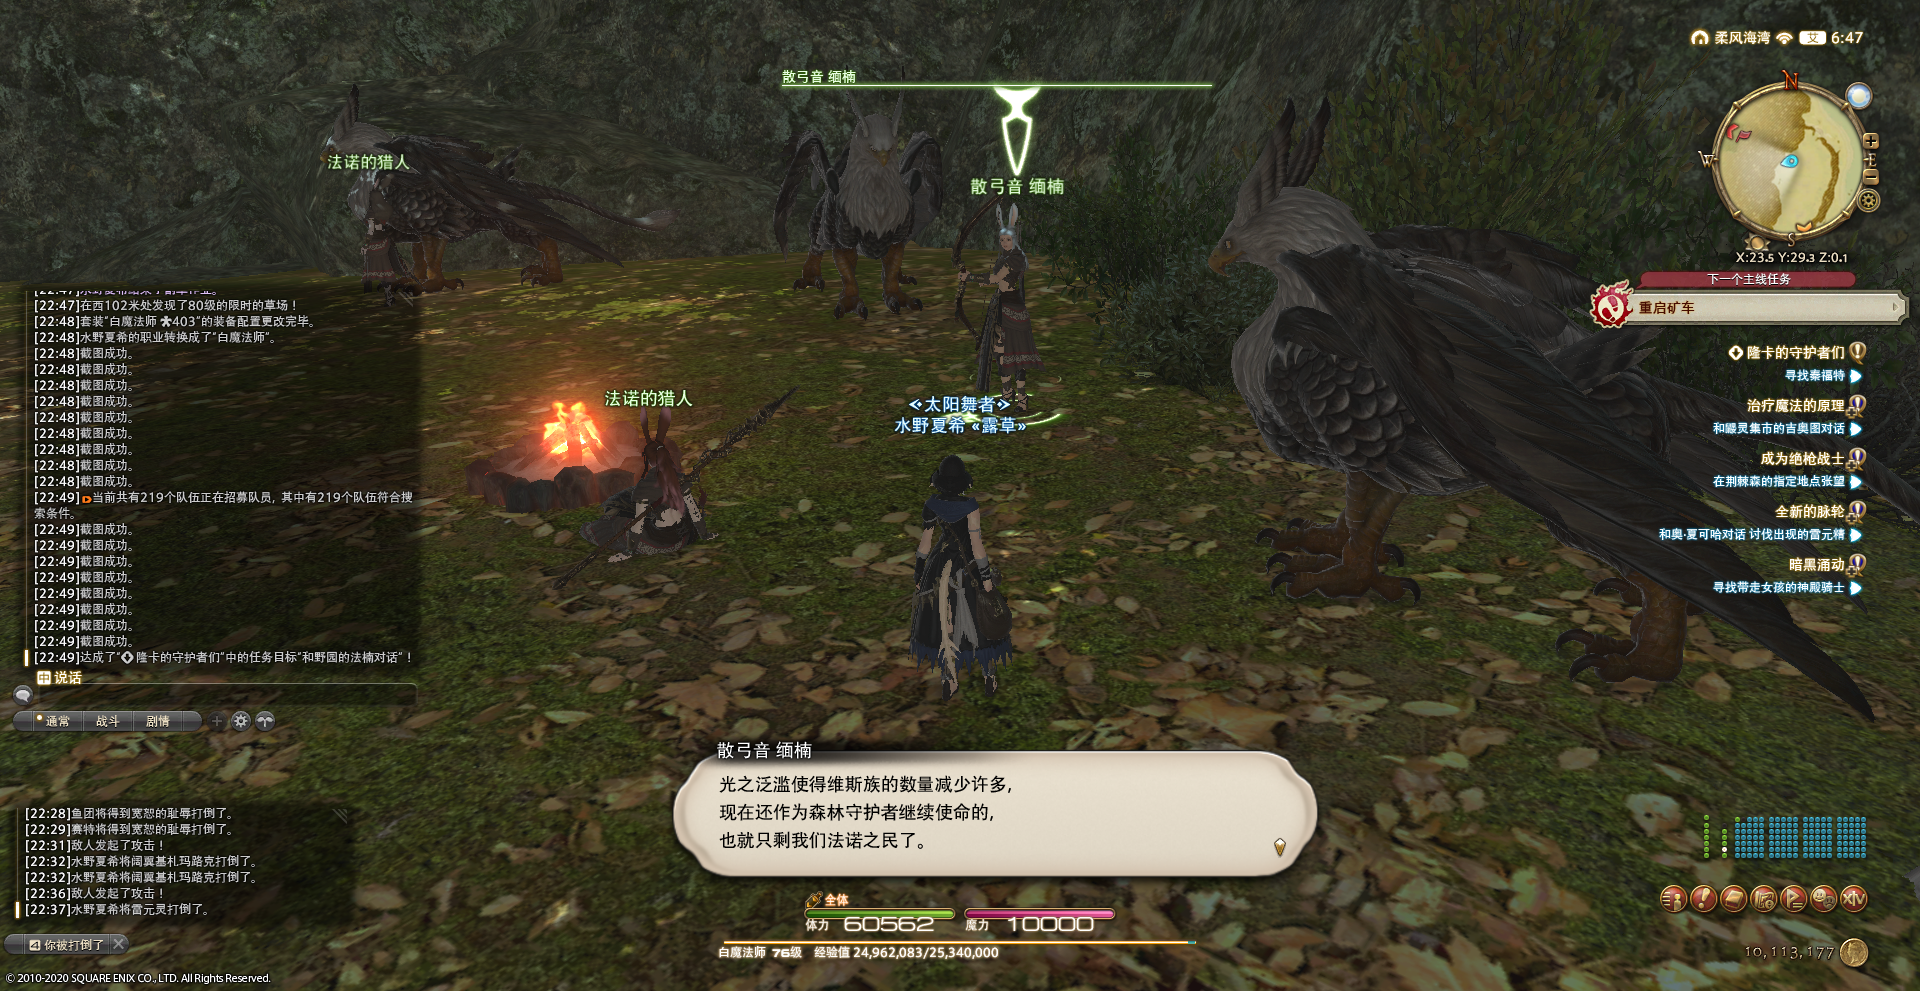 柔风海湾 艾 6:47
散弓音 缅楠
N
W
E
S
X:23.5 Y:29.3 Z:0.1
法诺的猎人
散弓音 缅楠
下一个主线任务
重启矿车
隆卡的守护者们
寻找秦福特
治疗魔法的原理
和鼹灵集市的吉奥图对话
成为绝枪战士
在荆棘森的指定地点张望
全新的脉轮
和奥·夏可哈对话 讨伐出现的雷元精
暗黑涌动
寻找带走女孩的神殿骑士
法诺的猎人
太阳舞者
水野夏希 «露草»
[22:47]在西102米处发现了80级的限时的草场！
[22:48]套装“白魔法师 403”的装备配置更改完毕。
[22:48]水野夏希的职业转换成了“白魔法师”。
[22:48]截图成功。
[22:48]截图成功。
[22:48]截图成功。
[22:48]截图成功。
[22:48]截图成功。
[22:48]截图成功。
[22:48]截图成功。
[22:48]截图成功。
[22:48]截图成功。
[22:49]当前共有219个队伍正在招募队员, 其中有219个队伍符合搜
索条件。
[22:49]截图成功。
[22:49]截图成功。
[22:49]截图成功。
[22:49]截图成功。
[22:49]截图成功。
[22:49]截图成功。
[22:49]截图成功。
[22:49]截图成功。
[22:49]达成了“隆卡的守护者们”中的任务目标“和野园的法楠对话”！
说话
通常 战斗 剧情
散弓音 缅楠
光之泛滥使得维斯族的数量减少许多,
现在还作为森林守护者继续使命的,
也就只剩我们法诺之民了。
[22:28]鱼团将得到宽恕的耻辱打倒了。
[22:29]赛特将得到宽恕的耻辱打倒了。
[22:31]敌人发起了攻击！
[22:32]水野夏希将阔翼基札玛路克打倒了。
[22:32]水野夏希将阔翼基札玛路克打倒了。
[22:36]敌人发起了攻击！
[22:37]水野夏希将雷元灵打倒了。
4 你被打倒了
全体
体力 60562 魔力 10000
白魔法师 76级 经验值 24,962,083/25,340,000
XIV
10,113,177
© 2010-2020 SQUARE ENIX CO., LTD. All Rights Reserved.